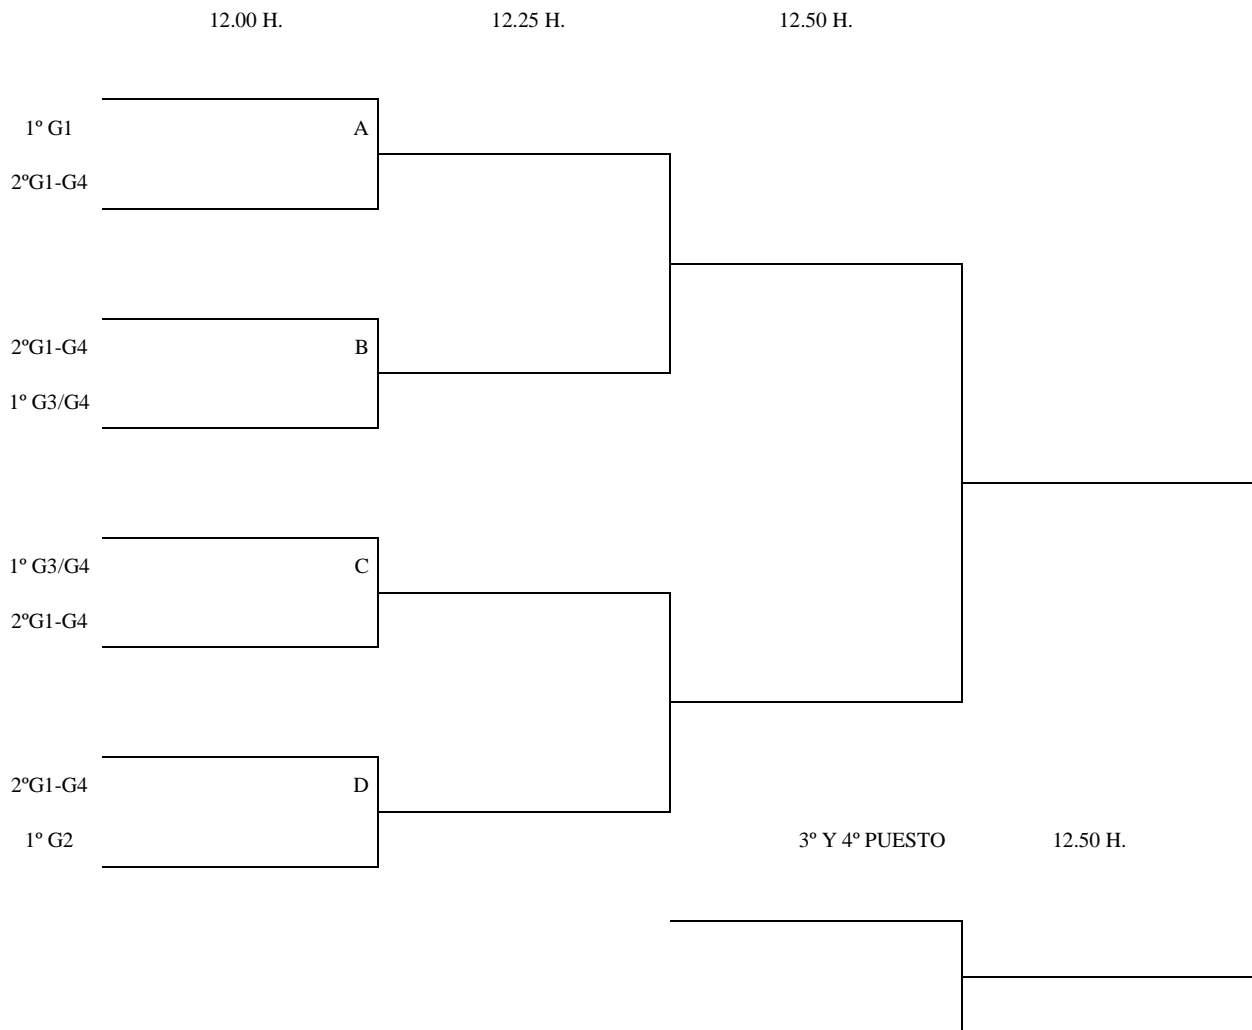 12.00 H. 12.25 H. 12.50 H.
1º G1 A
2ºG1-G4
2ºG1-G4 B
1º G3/G4
1º G3/G4 C
2ºG1-G4
2ºG1-G4 D
1º G2 3º Y 4º PUESTO 12.50 H.